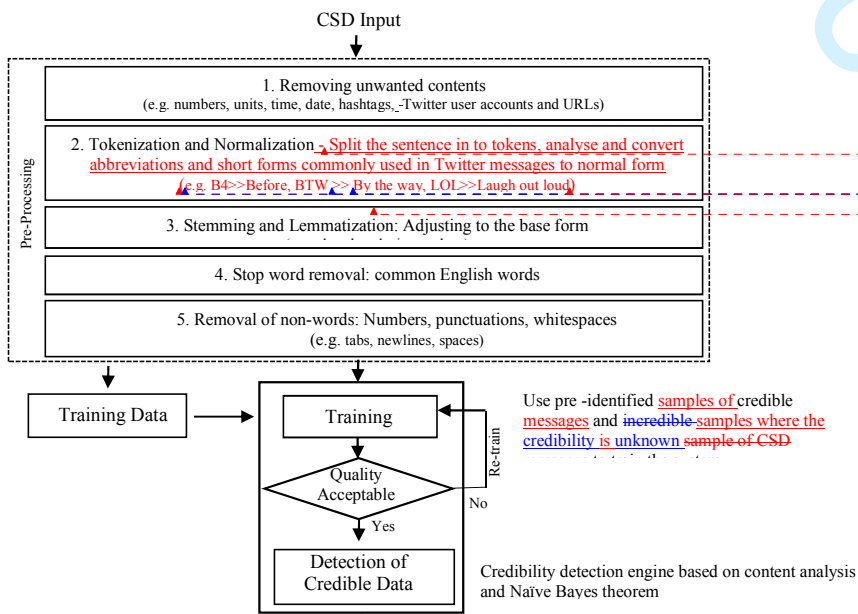 CSD Input
1. Removing unwanted contents
(e.g. numbers, units, time, date, hashtags, -Twitter user accounts and URLs)
2. Tokenization and Normalization - Split the sentence in to tokens, analyse and convert
abbreviations and short forms commonly used in Twitter messages to normal form
(e.g. B4>>Before, BTW >> By the way, LOL>>Laugh out loud)
3. Stemming and Lemmatization: Adjusting to the base form
4. Stop word removal: common English words
5. Removal of non-words: Numbers, punctuations, whitespaces
(e.g. tabs, newlines, spaces)
Pre-Processing
Training Data
Training
Quality
Acceptable
Re-train
No
Yes
Detection of
Credible Data
Use pre -identified samples of credible
messages and incredible samples where the
credibility is unknown sample of CSD
Credibility detection engine based on content analysis
and Naïve Bayes theorem